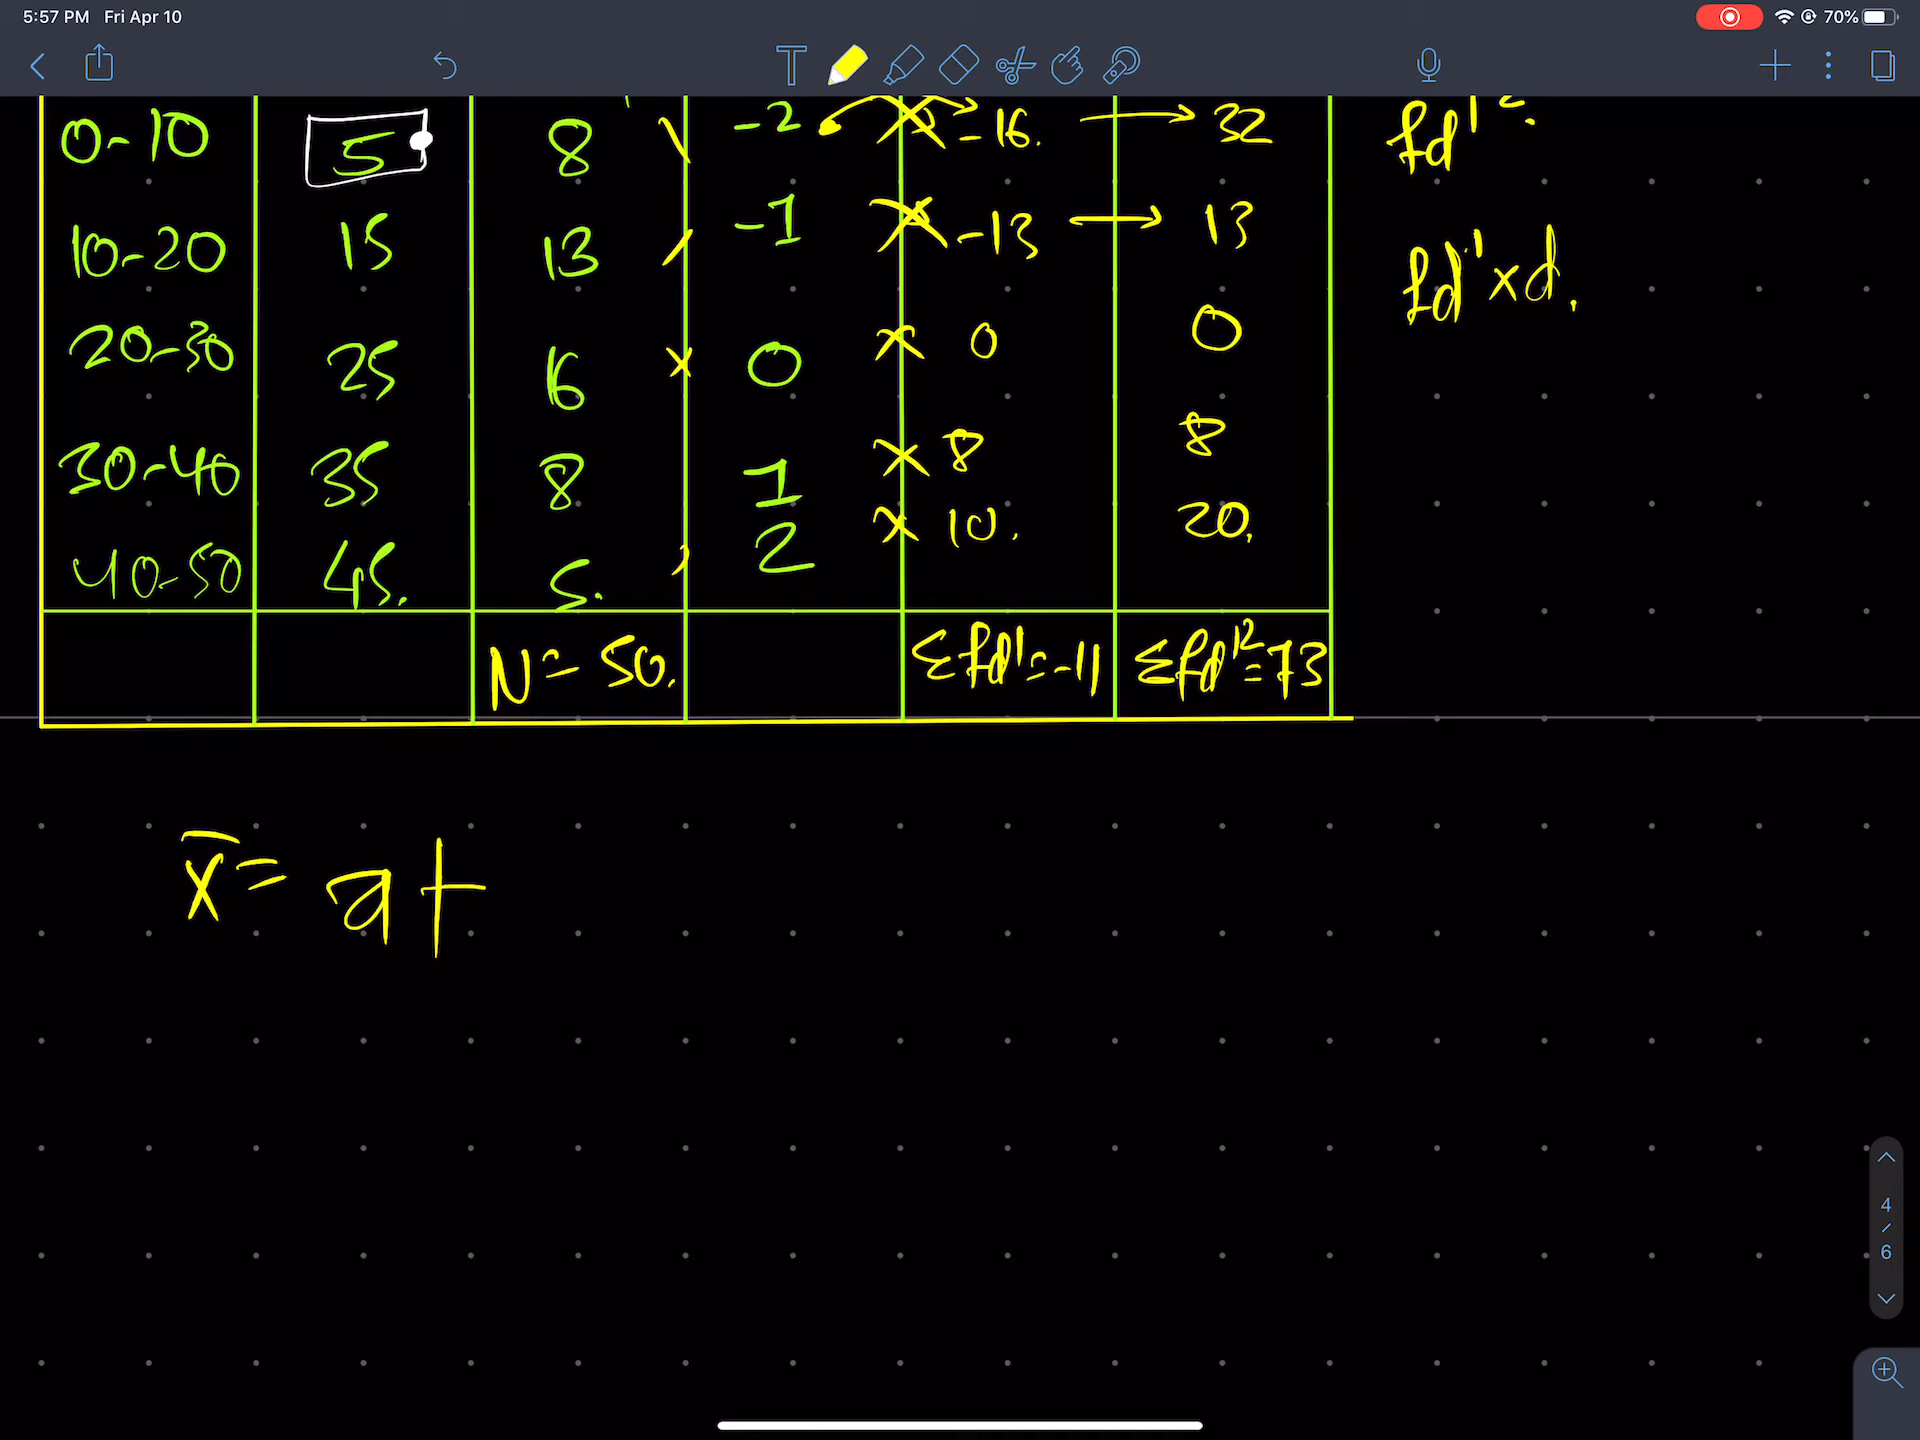 5:57 PM Fri Apr 10 70%
T
0-10 5 8 -2 x = -16. → 32 fd'².
10-20 15 13 -1 x -13 → 13
fd' x d.
20-30 25 x 16 x 0 x 0 0
30-40 35 8 1 x 8 8
40-50 45. 5. 2 x 10. 20.
N = 50. Σfd' = -11 Σfd'² = 73
x̄ = a +
4
/
6